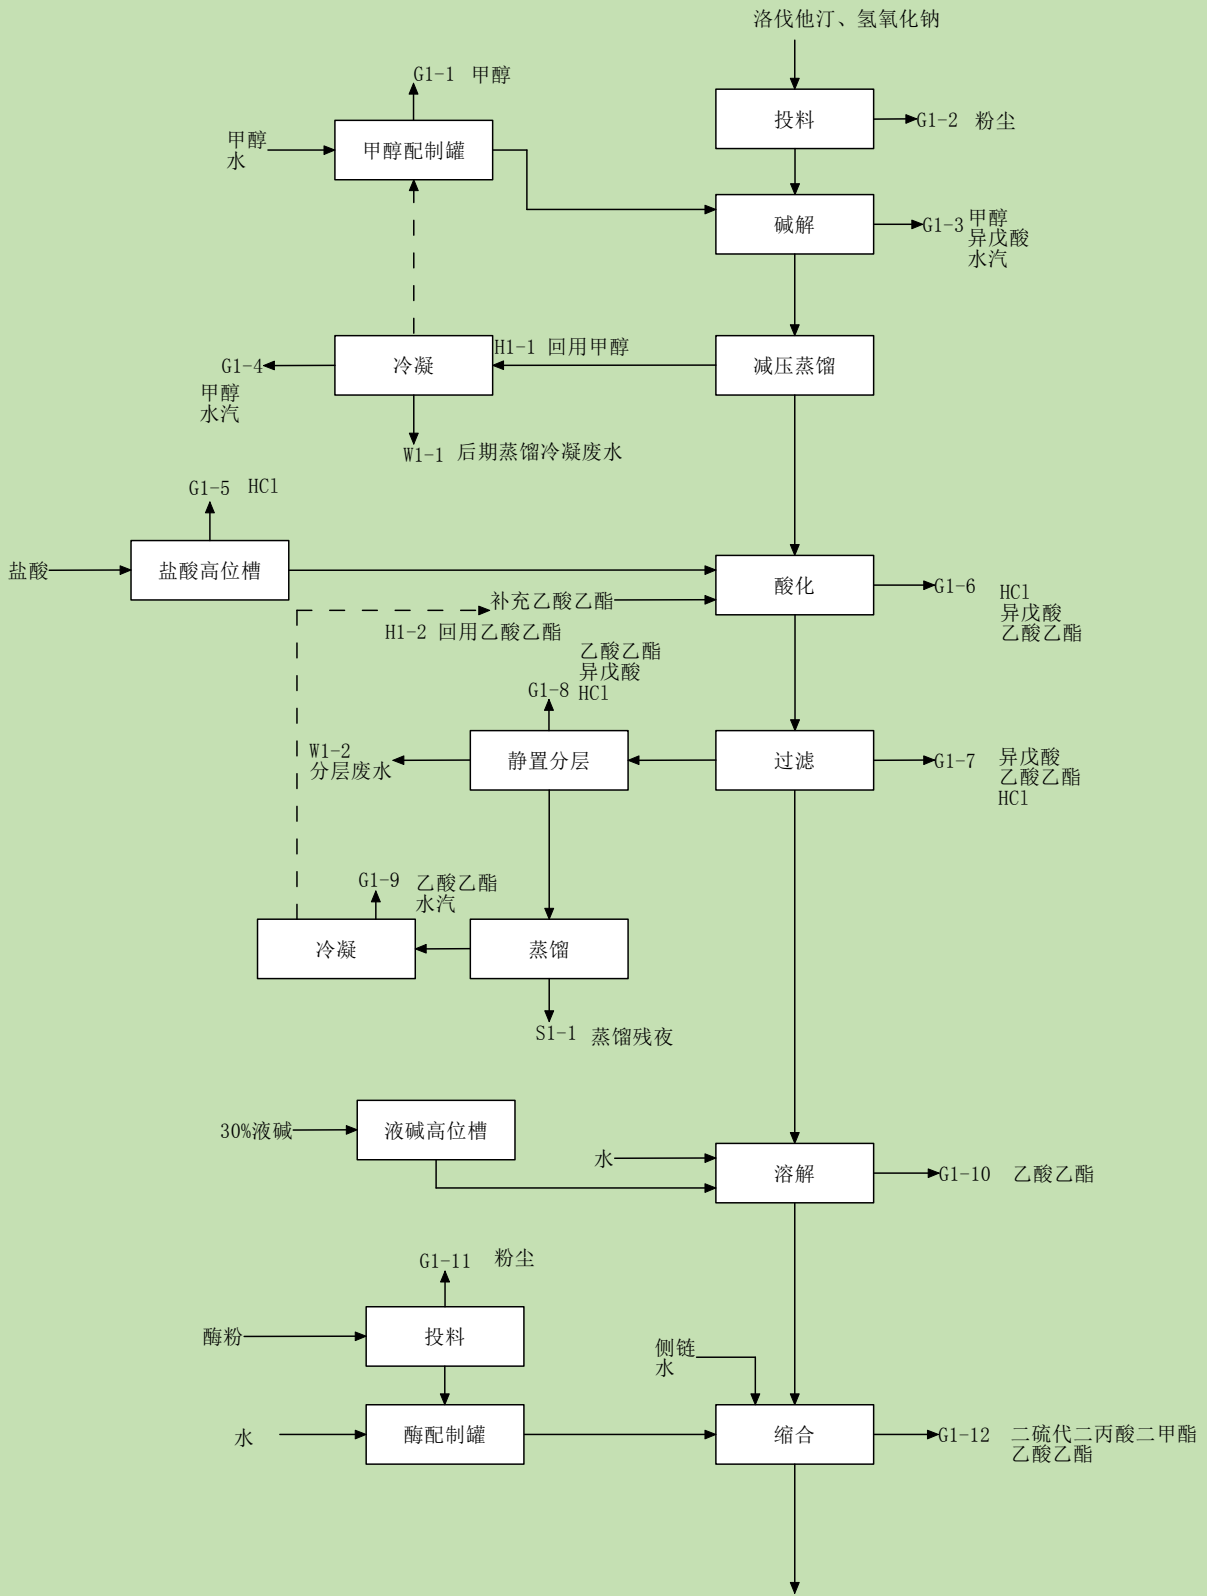 洛伐他汀、氢氧化钠
G1-1 甲醇
投料
G1-2 粉尘
甲醇
水
甲醇配制罐
碱解
G1-3
甲醇
异戊酸
水汽
H1-1 回用甲醇
G1-4
甲醇
水汽
冷凝
减压蒸馏
W1-1 后期蒸馏冷凝废水
G1-5 HCl
盐酸
盐酸高位槽
酸化
G1-6
HCl
异戊酸
乙酸乙酯
补充乙酸乙酯
H1-2 回用乙酸乙酯
乙酸乙酯
异戊酸
HCl
G1-8
W1-2
分层废水
静置分层
过滤
G1-7
异戊酸
乙酸乙酯
HCl
G1-9
乙酸乙酯
水汽
冷凝
蒸馏
S1-1 蒸馏残夜
30%液碱
液碱高位槽
水
溶解
G1-10 乙酸乙酯
G1-11 粉尘
酶粉
投料
侧链
水
水
酶配制罐
缩合
G1-12
二硫代二丙酸二甲酯
乙酸乙酯